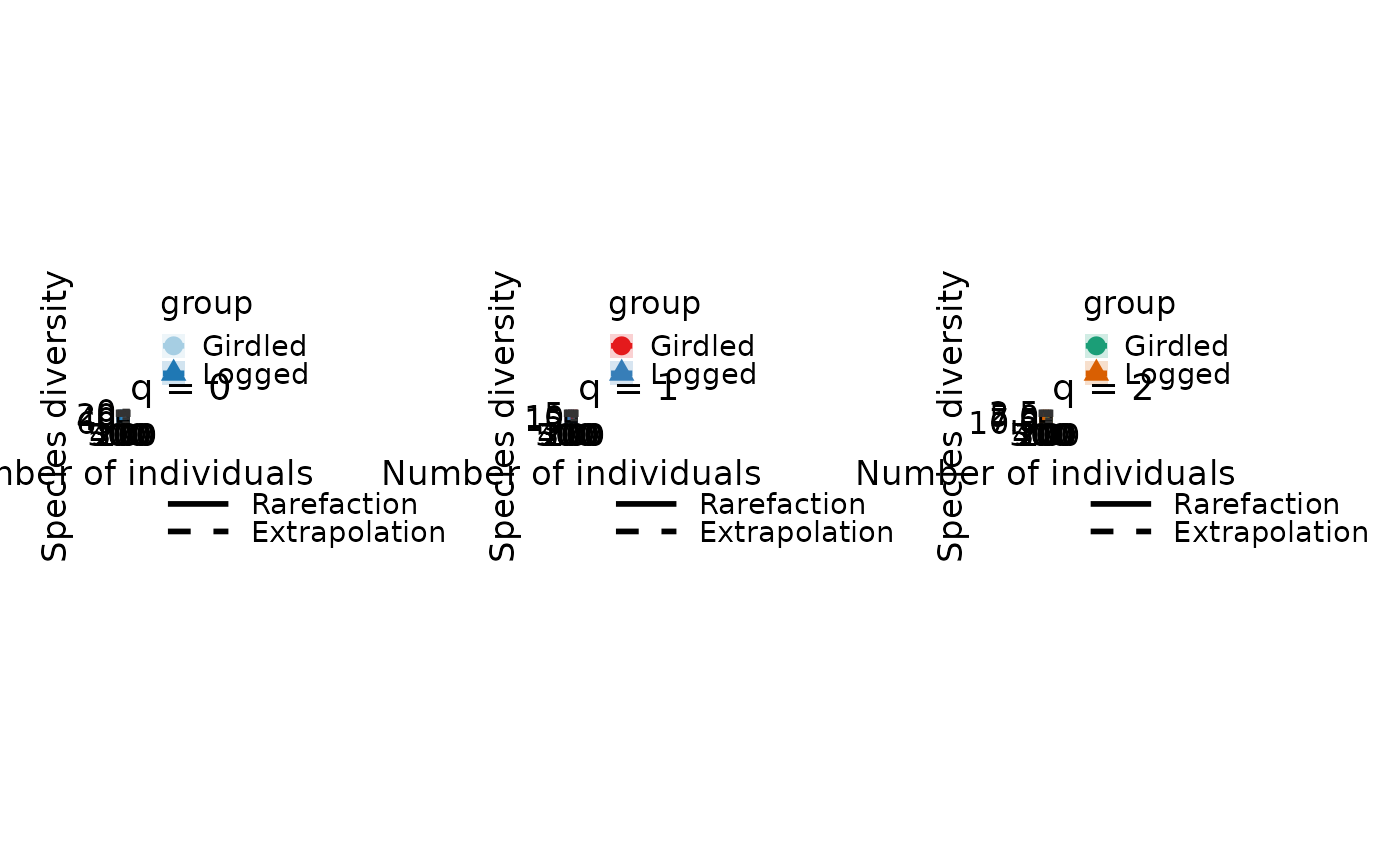 group
Girdled
Logged
q = 0
Species diversity
mber of individuals
Rarefaction
Extrapolation
group
Girdled
Logged
q = 1
Species diversity
Number of individuals
Rarefaction
Extrapolation
group
Girdled
Logged
q = 2
Species diversity
Number of individuals
Rarefaction
Extrapolation